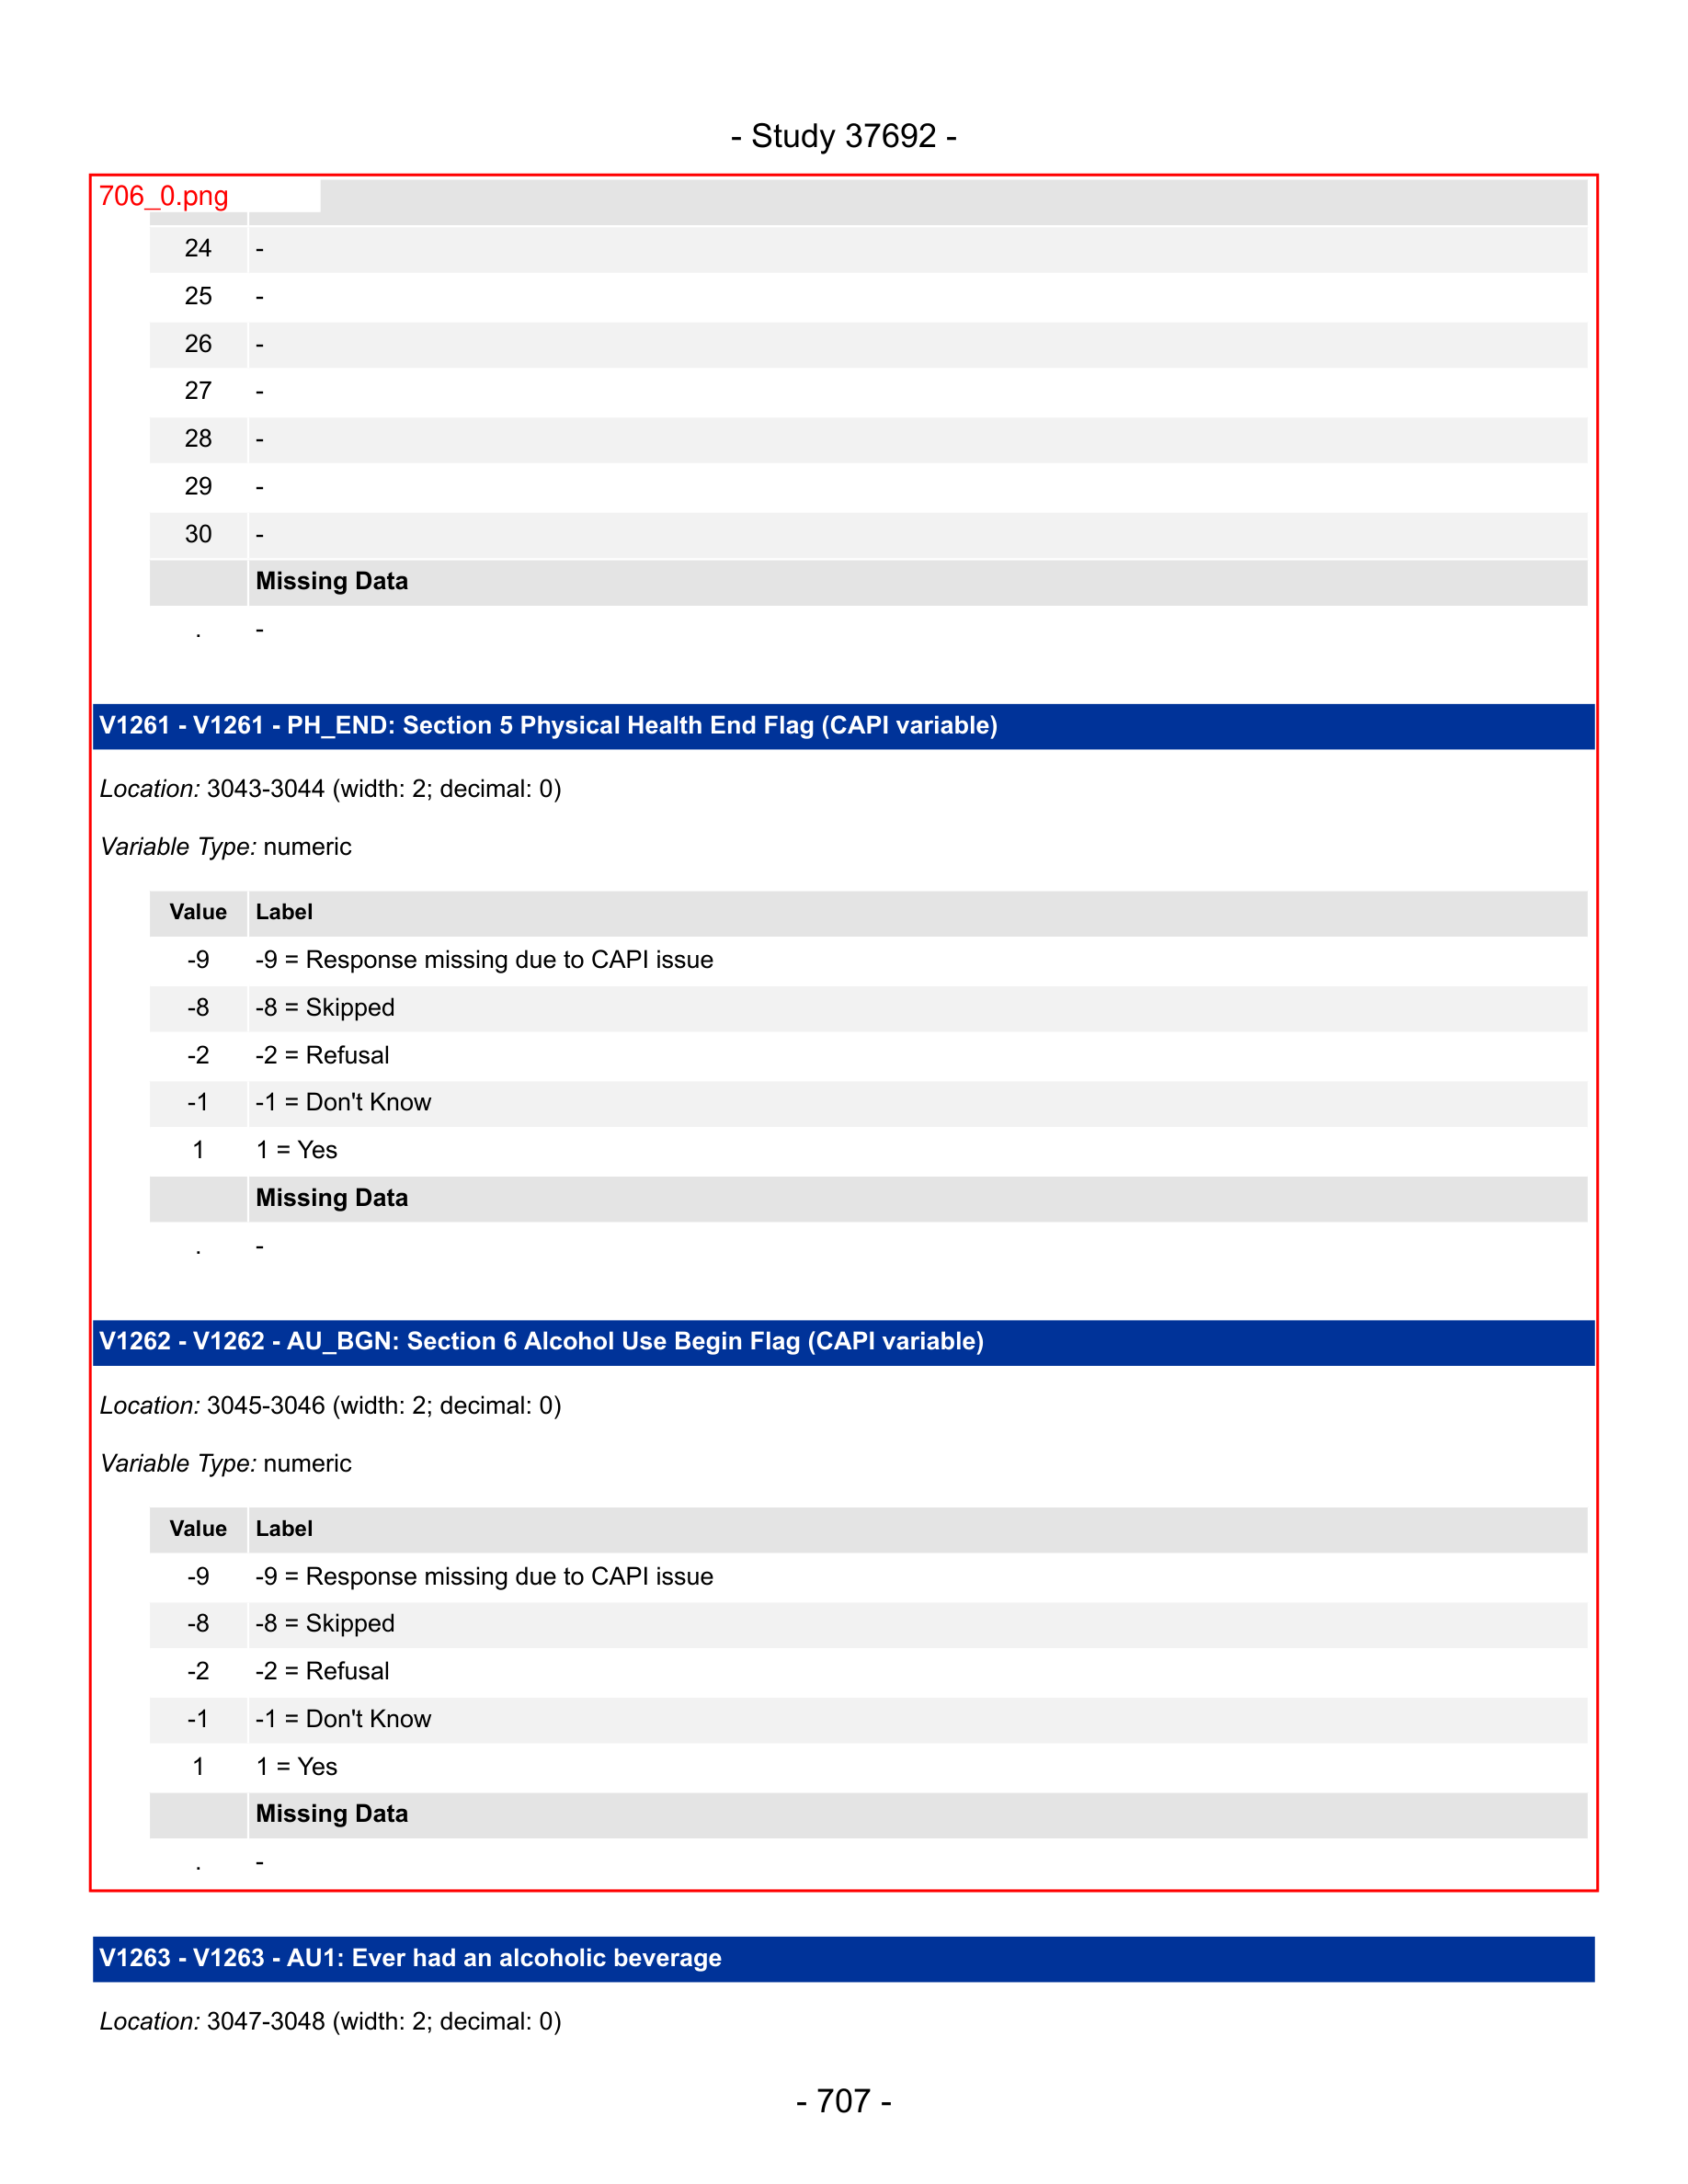 - Study 37692 -
706_0.png
24 -
25 -
26 -
27 -
28 -
29 -
30 -
Missing Data
. -
V1261 - V1261 - PH_END: Section 5 Physical Health End Flag (CAPI variable)
Location: 3043-3044 (width: 2; decimal: 0)
Variable Type: numeric
Value Label
-9 -9 = Response missing due to CAPI issue
-8 -8 = Skipped
-2 -2 = Refusal
-1 -1 = Don't Know
1 1 = Yes
Missing Data
. -
V1262 - V1262 - AU_BGN: Section 6 Alcohol Use Begin Flag (CAPI variable)
Location: 3045-3046 (width: 2; decimal: 0)
Variable Type: numeric
Value Label
-9 -9 = Response missing due to CAPI issue
-8 -8 = Skipped
-2 -2 = Refusal
-1 -1 = Don't Know
1 1 = Yes
Missing Data
. -
V1263 - V1263 - AU1: Ever had an alcoholic beverage
Location: 3047-3048 (width: 2; decimal: 0)
- 707 -